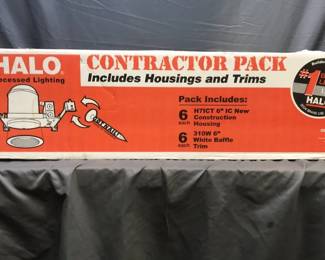 HALO
Recessed Lighting
CONTRACTOR PACK
Includes Housings and Trims
Pack Includes:
6 each H7ICT 6" IC New Construction Housing
6 each 310W 6" White Baffle Trim
#1
HALO